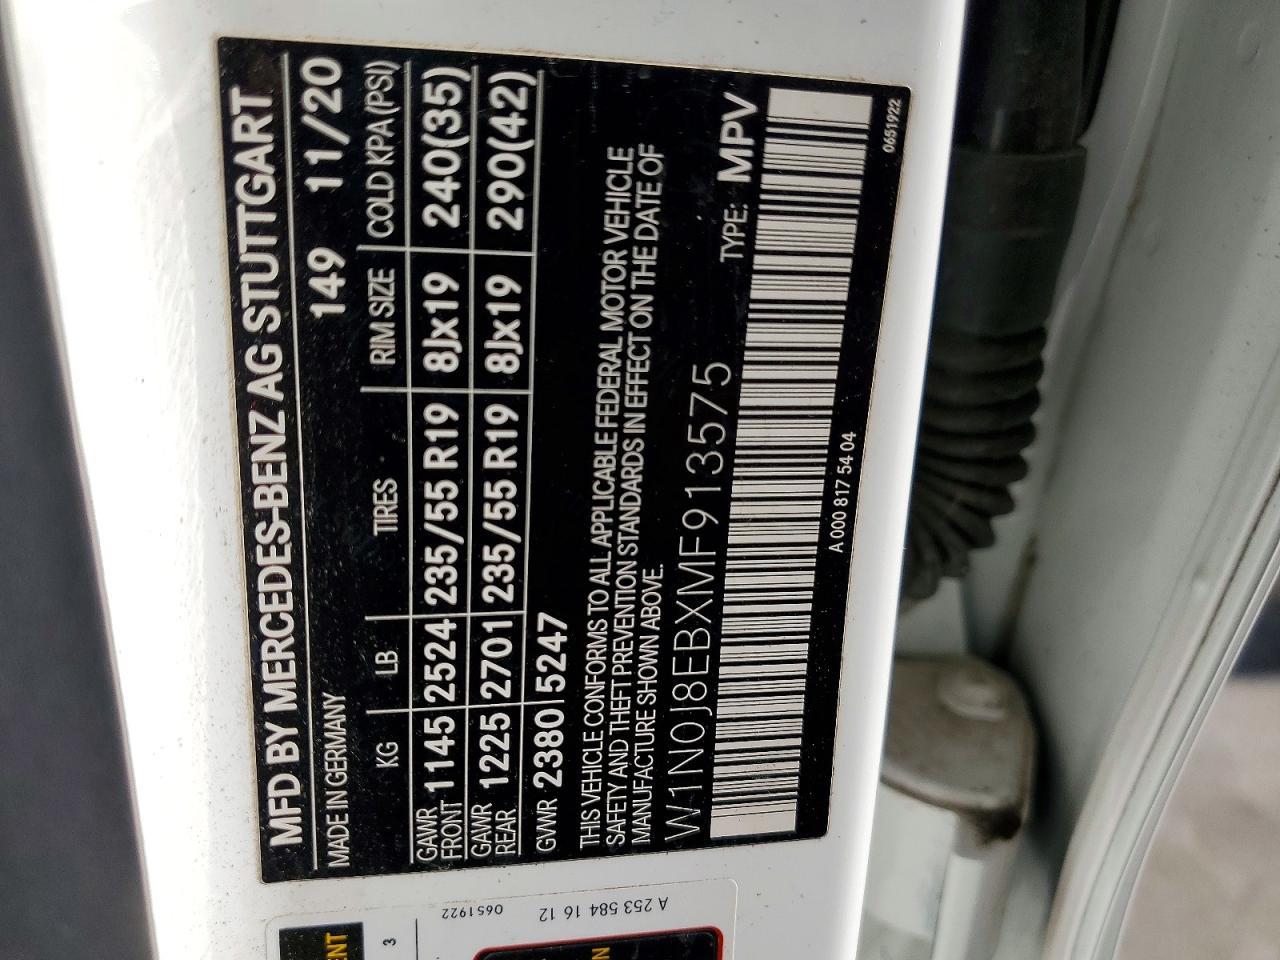 MFD BY MERCEDES-BENZ AG STUTTGART
MADE IN GERMANY 149 11/20
KG LB TIRES RIM SIZE COLD KPA (PSI)
GAWR FRONT 1145 2524 235/55 R19 8Jx19 240(35)
GAWR REAR 1225 2701 235/55 R19 8Jx19 290(42)
GVWR 2380 5247
THIS VEHICLE CONFORMS TO ALL APPLICABLE FEDERAL MOTOR VEHICLE
SAFETY AND THEFT PREVENTION STANDARDS IN EFFECT ON THE DATE OF
MANUFACTURE SHOWN ABOVE.
W1N0J8EBXMF913575 TYPE: MPV
A 000 817 54 04
0651922
A 253 584 16 12
0651922
3